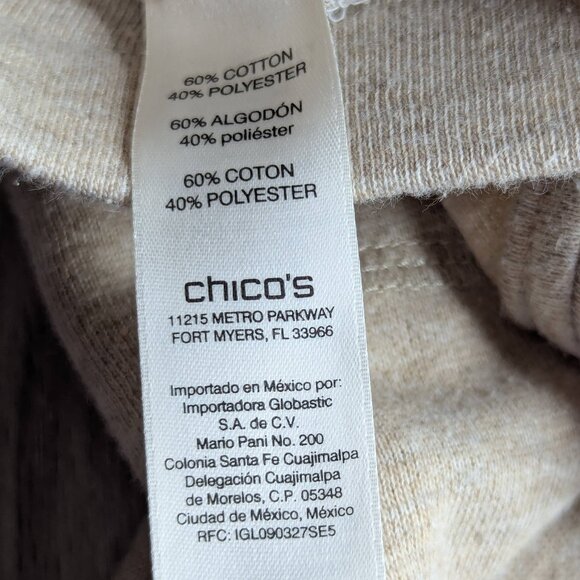 60% COTTON
40% POLYESTER
60% ALGODÓN
40% poliéster
60% COTON
40% POLYESTER
chico's
11215 METRO PARKWAY
FORT MYERS, FL 33966
Importado en México por:
Importadora Globastic
S.A. de C.V.
Mario Pani No. 200
Colonia Santa Fe Cuajimalpa
Delegación Cuajimalpa
de Morelos, C.P. 05348
Ciudad de México, México
RFC: IGL090327SE5